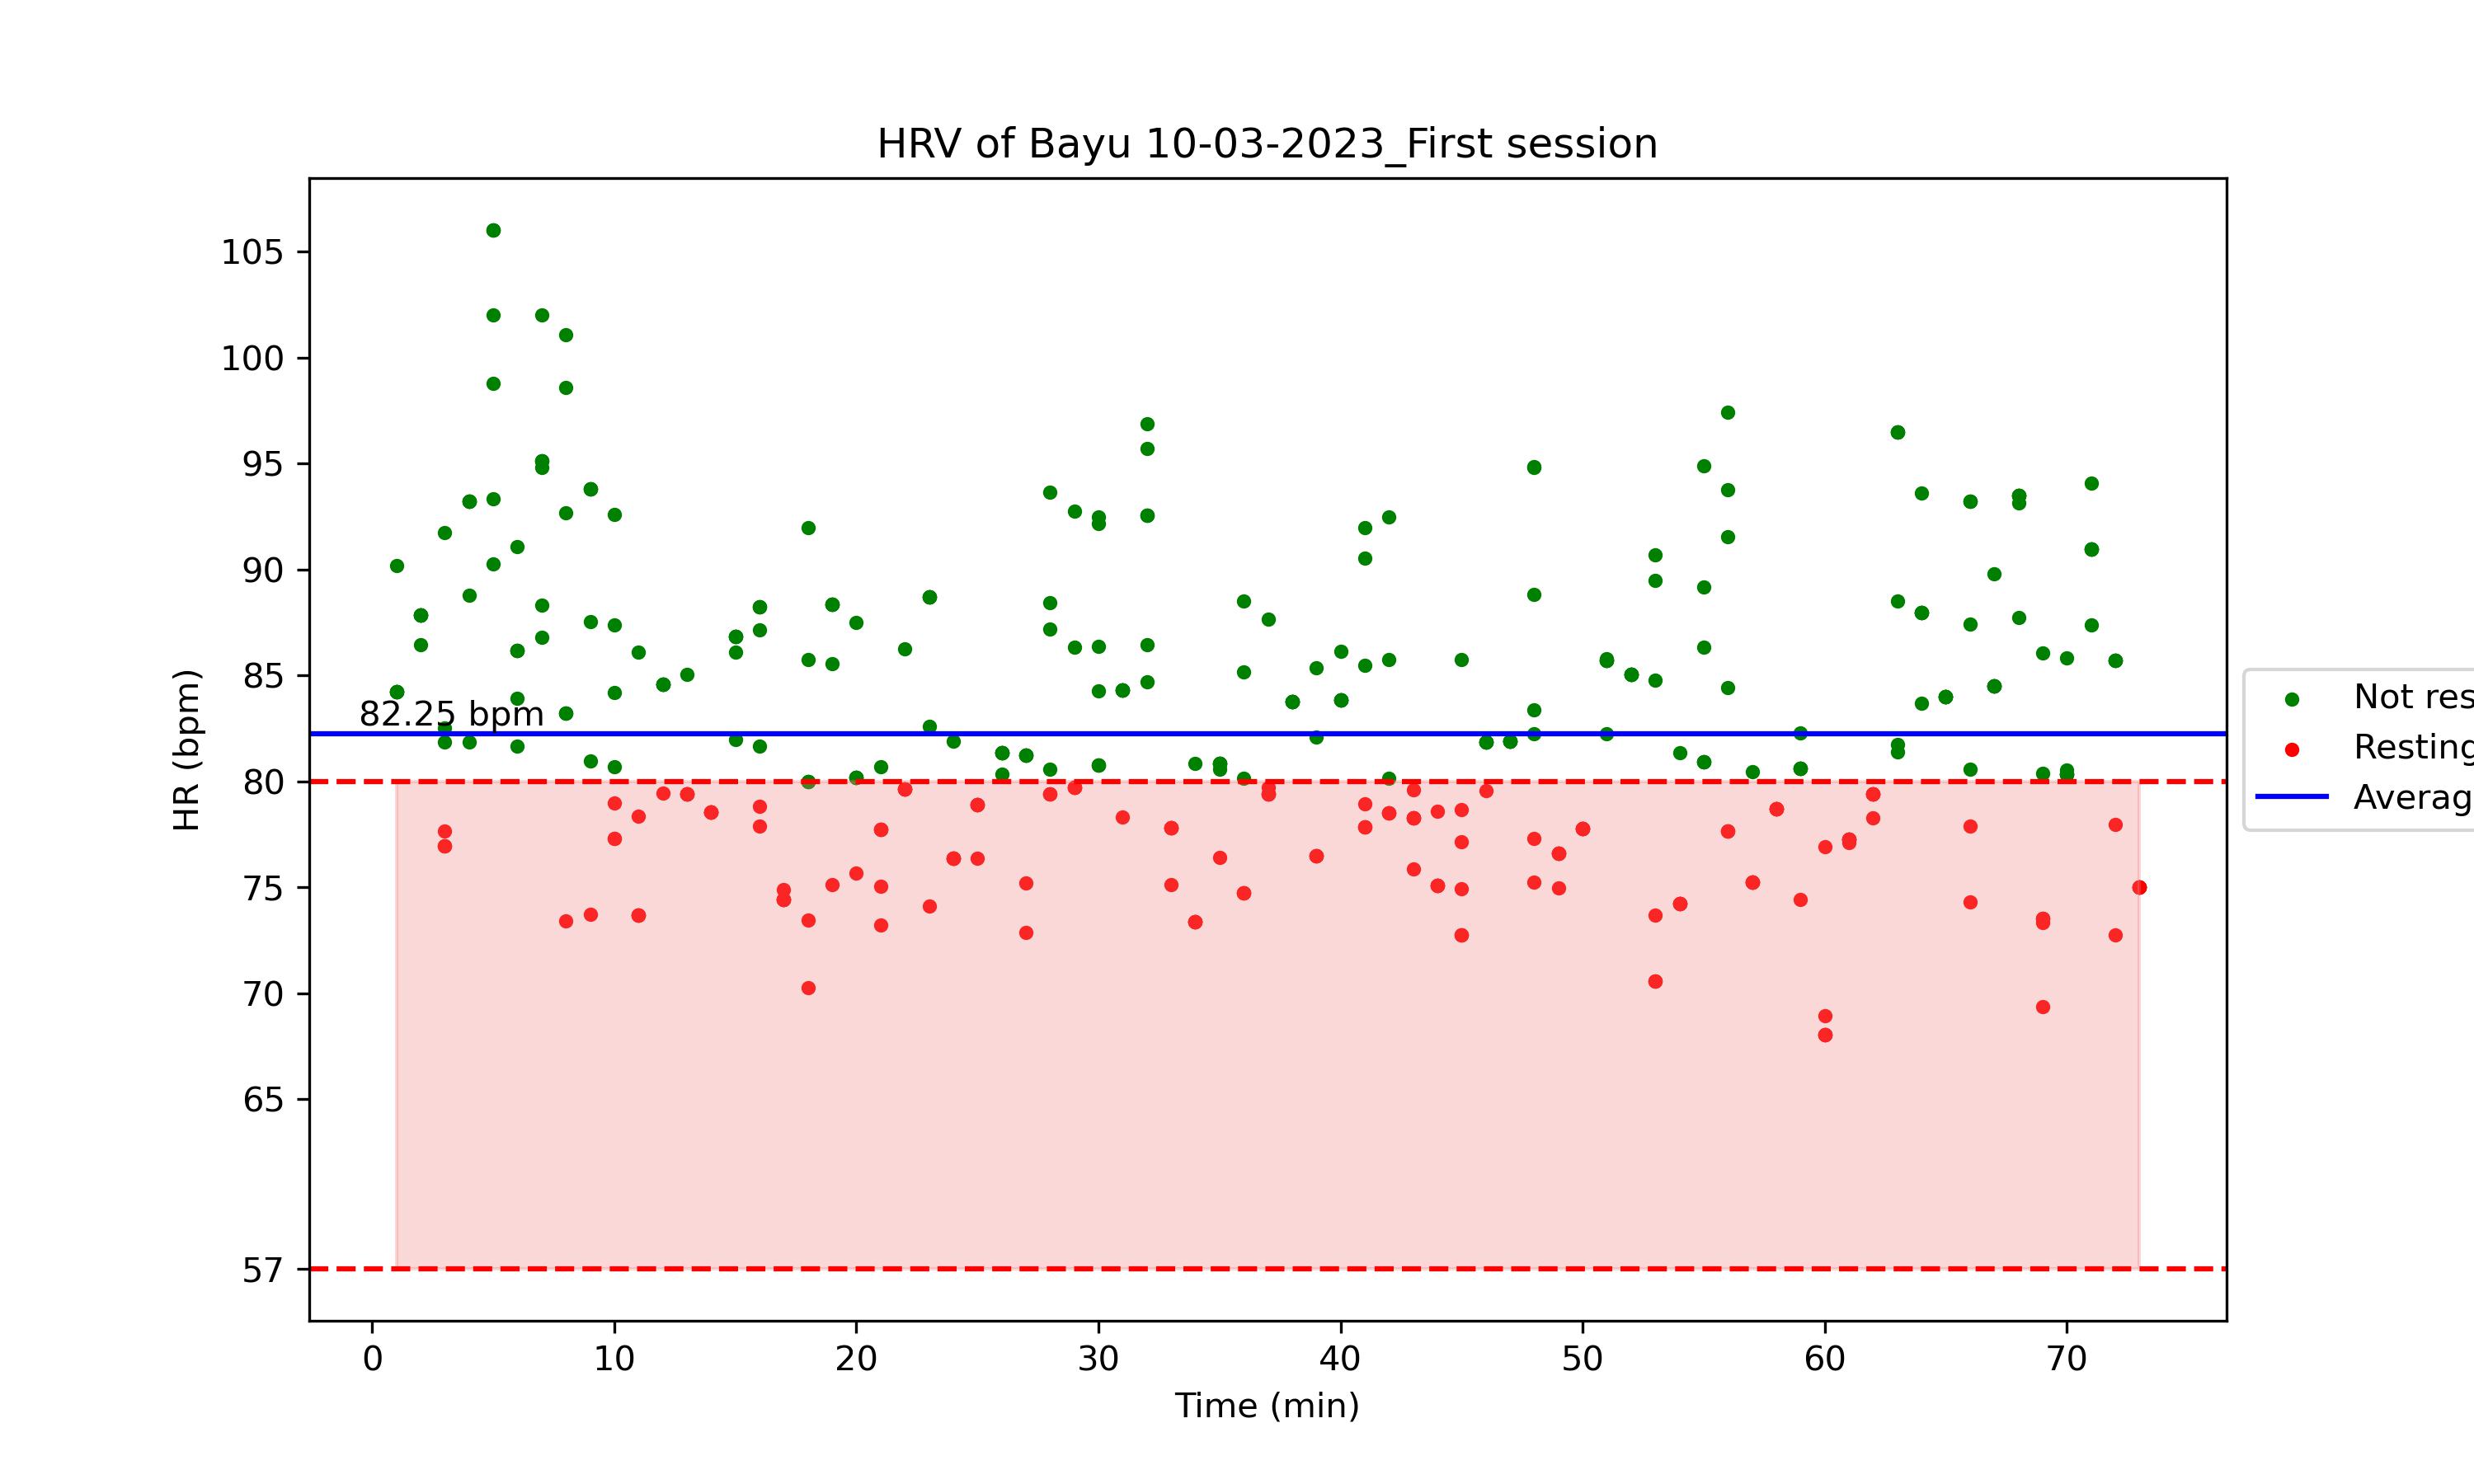 HRV of Bayu 10-03-2023_First session
105
100
95
90
85
80
75
70
65
57
HR (bpm)
82.25 bpm
0 10 20 30 40 50 60 70
Time (min)
Not res
Resting
Averag